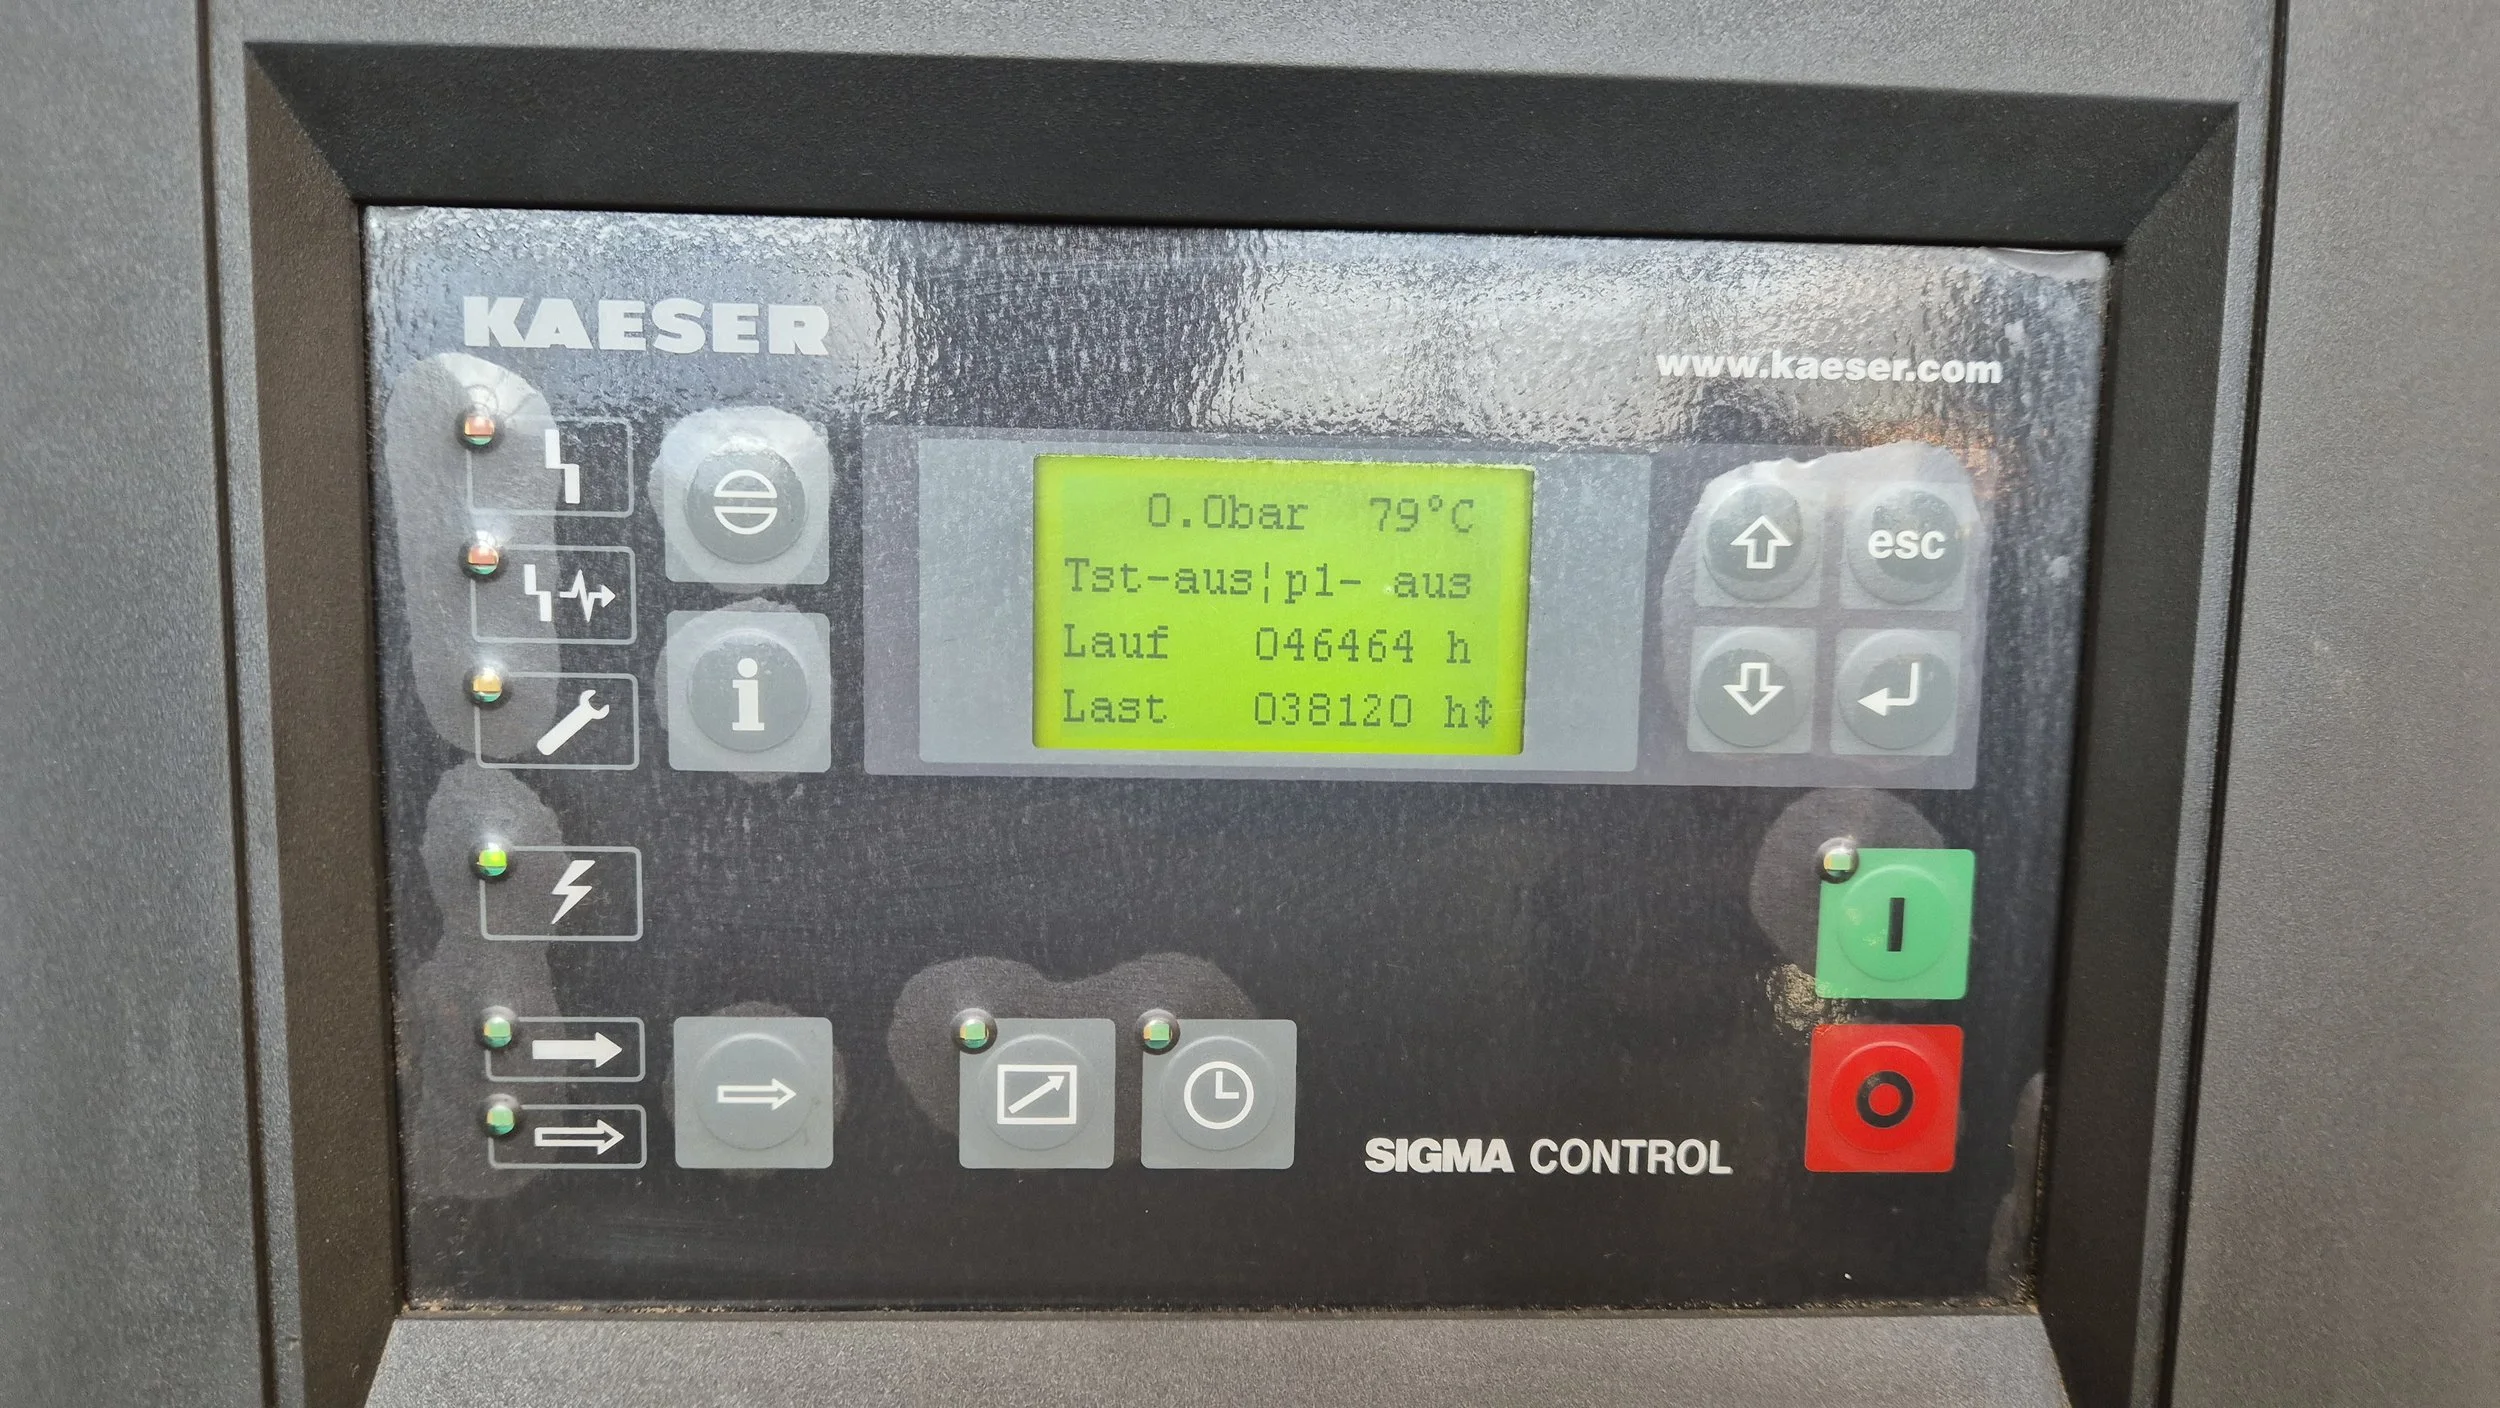 KAESER
www.kaeser.com
0.0bar 79°C
Tst-aus¦p1- aus
Lauf 046464 h
Last 038120 h↕
esc
i
I
O
SIGMA CONTROL